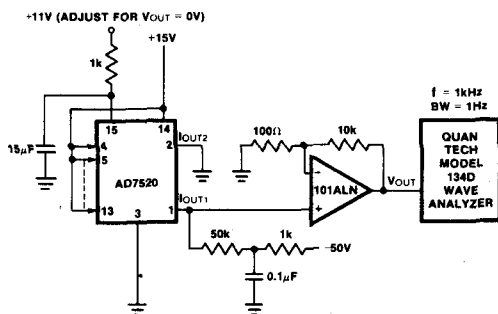 +11V (ADJUST FOR VOUT = 0V)
+15V
1k
15µF
15
14
4
5
13
IOUT2
2
AD7520
IOUT1
1
3
100Ω
10k
101ALN
−
+
VOUT
50k
1k
−50V
0.1µF
f = 1kHz
BW = 1Hz
QUAN
TECH
MODEL
134D
WAVE
ANALYZER